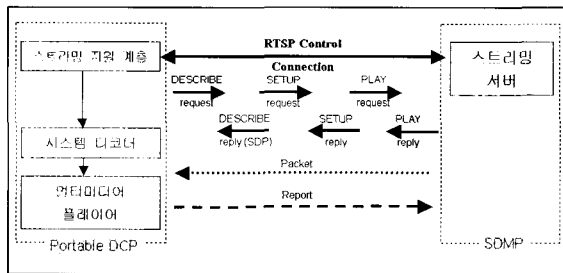 스트리밍 지원 계층
RTSP Control
Connection
스트리밍
서버
DESCRIBE SETUP PLAY
request request request
DESCRIBE SETUP PLAY
reply (SDP) reply reply
시스템 디코더
Packet
멀티미디어
플레이어
Report
Portable DCP
SDMP